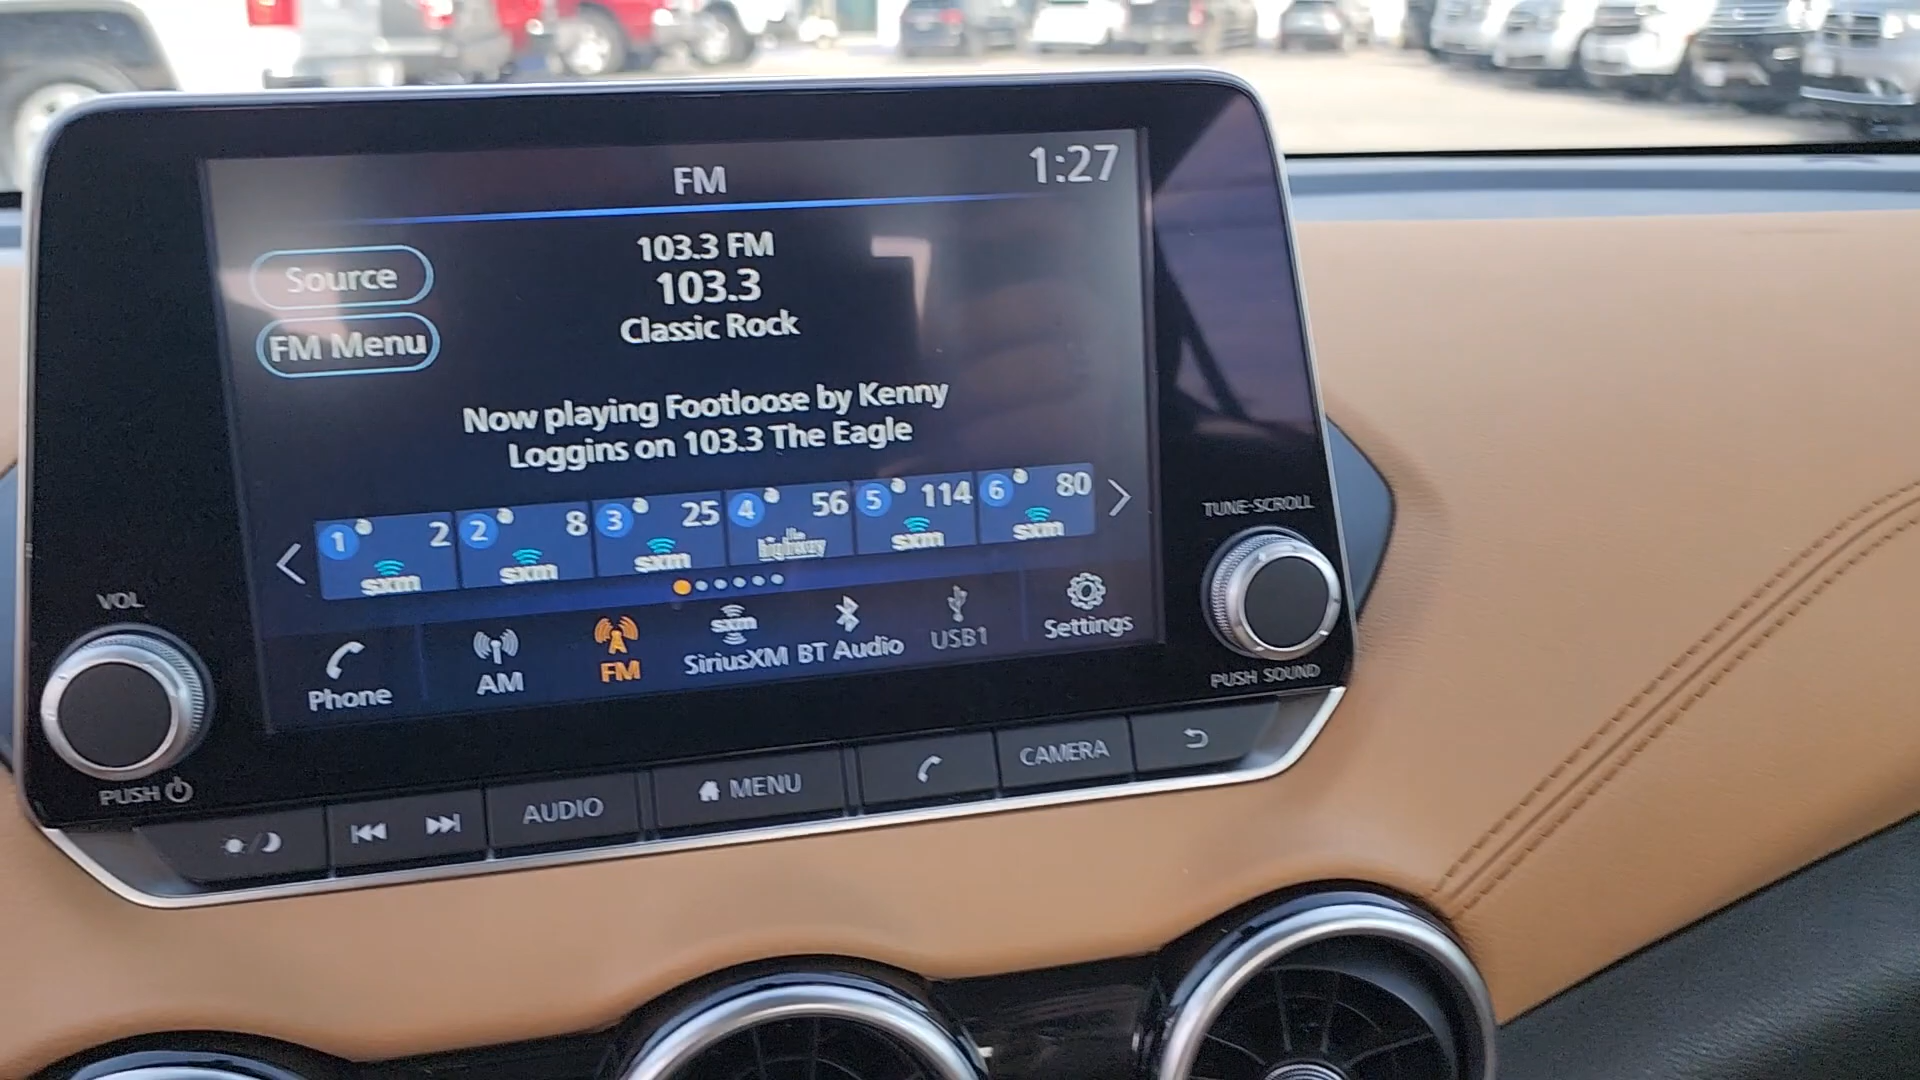 FM
1:27
103.3 FM
Source
103.3
Classic Rock
FM Menu
Now playing Footloose by Kenny
Loggins on 103.3 The Eagle
1 2 2 8 3 25 4 56 5 114 6 80
sxm sxm sxm the highway sxm sxm
TUNE-SCROLL
VOL
Phone AM FM SiriusXM BT Audio USB1 Settings
sxm
PUSH SOUND
PUSH
AUDIO MENU CAMERA